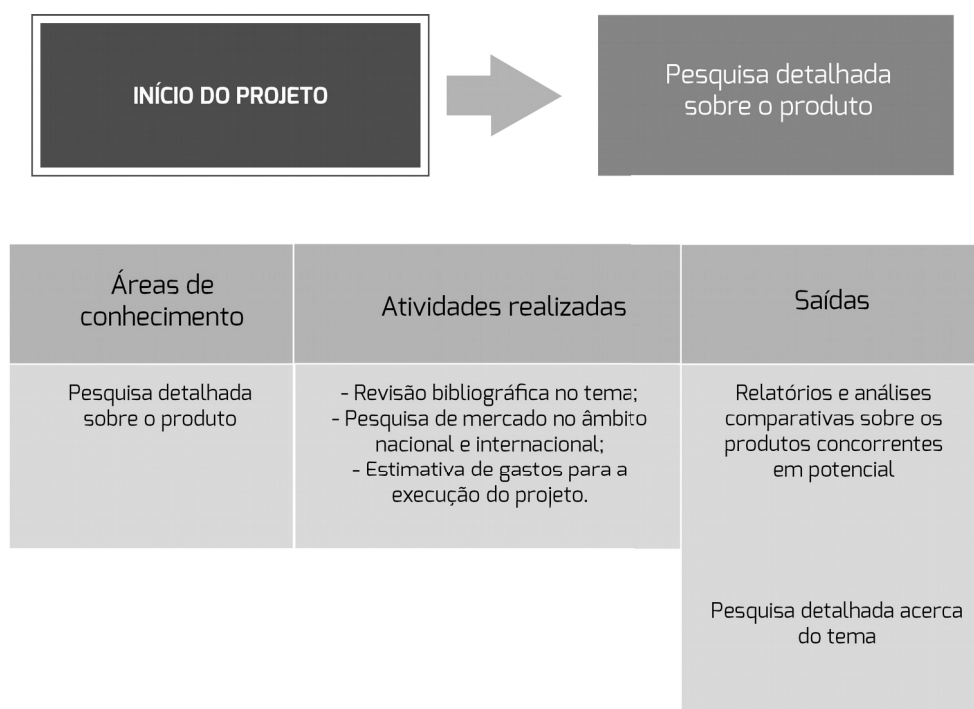 INÍCIO DO PROJETO
Pesquisa detalhada
sobre o produto
Áreas de
conhecimento
Atividades realizadas
Saídas
Pesquisa detalhada
sobre o produto
- Revisão bibliográfica no tema;
- Pesquisa de mercado no âmbito
nacional e internacional;
- Estimativa de gastos para a
execução do projeto.
Relatórios e análises
comparativas sobre os
produtos concorrentes
em potencial
Pesquisa detalhada acerca
do tema